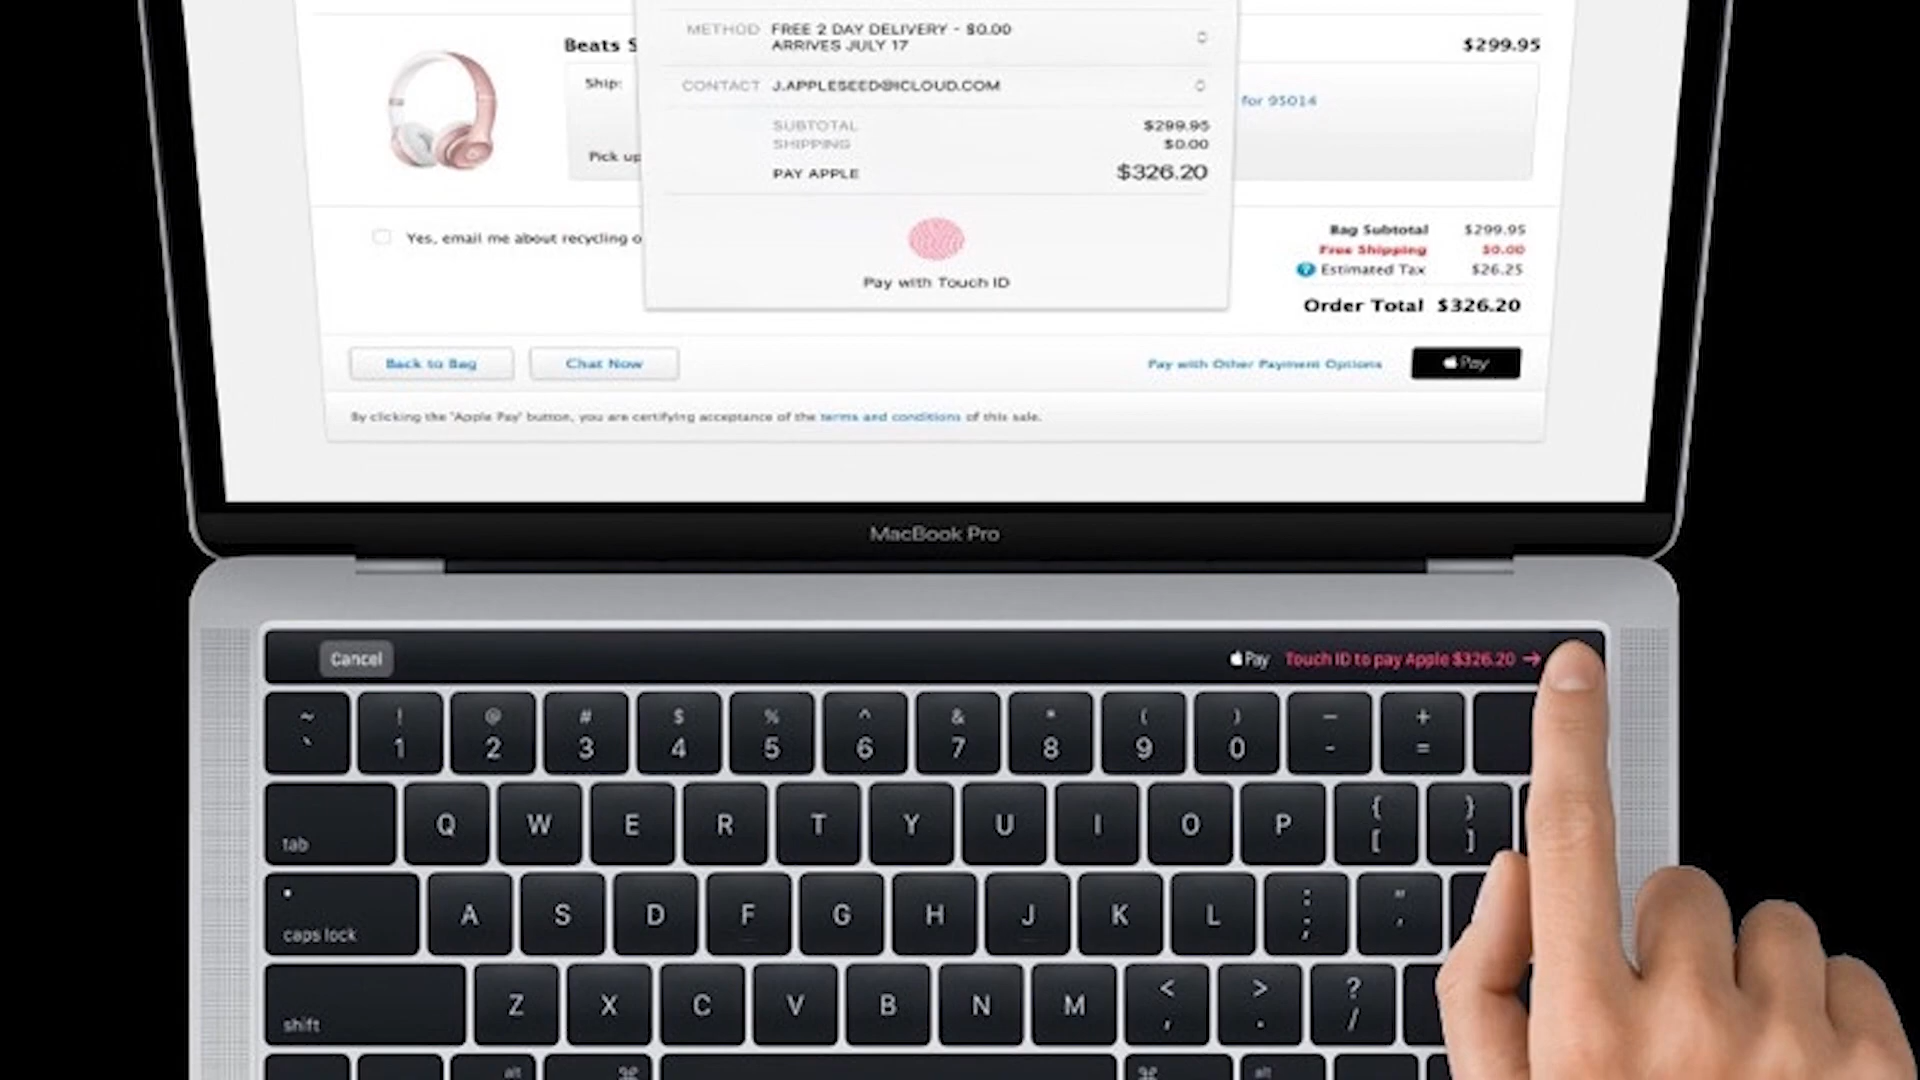 METHOD FREE 2 DAY DELIVERY - $0.00
ARRIVES JULY 17
Beats $299.95
Ship:
CONTACT J.APPLESEED@ICLOUD.COM
for 95014
SUBTOTAL $299.95
SHIPPING $0.00
Pick up
PAY APPLE $326.20
Yes, email me about recycling
Pay with Touch ID
Bag Subtotal $299.95
Free Shipping $0.00
? Estimated Tax $26.25
Order Total $326.20
Back to Bag Chat Now Pay with Other Payment Options Pay
By clicking the "Apple Pay" button, you are certifying acceptance of the terms and conditions of this sale.
MacBook Pro
Cancel Pay Touch ID to pay Apple $326.20 →
~ ! @ # $ % ^ & * ( ) — +
` 1 2 3 4 5 6 7 8 9 0 - =
tab Q W E R T Y U I O P { [ } ]
caps lock A S D F G H J K L : ; " '
shift Z X C V B N M < , > . ? /
alt ⌘ ⌘ alt